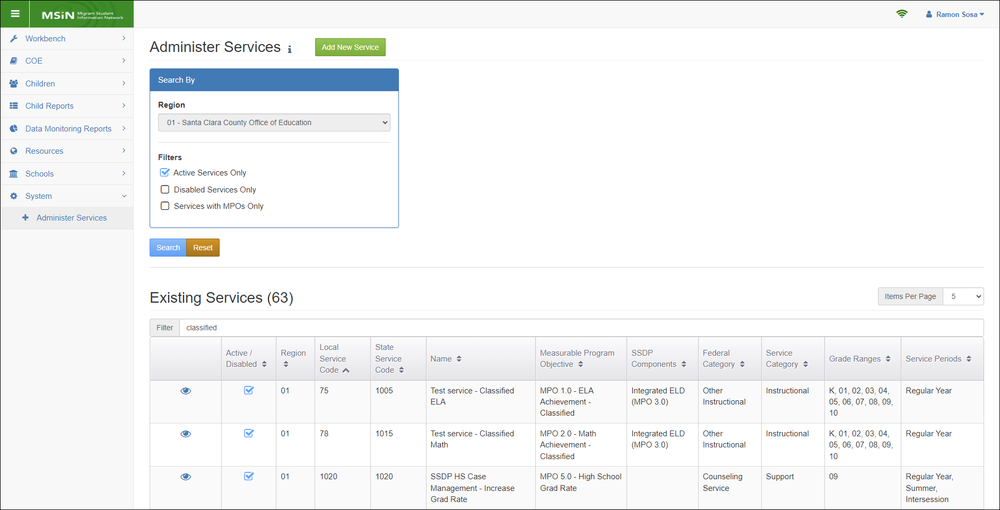 MSiN Migrant Student
Information Network
Ramon Sosa
Workbench
COE
Children
Child Reports
Data Monitoring Reports
Resources
Schools
System
Administer Services
Administer Services
Add New Service
Search By
Region
01 - Santa Clara County Office of Education
Filters
Active Services Only
Disabled Services Only
Services with MPOs Only
Search Reset
Existing Services (63)
Items Per Page 5
Filter classified
Active /
Disabled
Region
Local
Service
Code
State
Service
Code
Name
Measurable Program
Objective
SSDP
Components
Federal
Category
Service
Category
Grade Ranges
Service Periods
01
75
1005
Test service - Classified
ELA
MPO 1.0 - ELA
Achievement -
Classified
Integrated ELD
(MPO 3.0)
Other
Instructional
Instructional
K, 01, 02, 03, 04,
05, 06, 07, 08, 09,
10
Regular Year
01
78
1015
Test service - Classified
Math
MPO 2.0 - Math
Achievement -
Classified
Integrated ELD
(MPO 3.0)
Other
Instructional
Instructional
K, 01, 02, 03, 04,
05, 06, 07, 08, 09,
10
Regular Year
01
1020
1020
SSDP HS Case
Management - Increase
Grad Rate
MPO 5.0 - High School
Grad Rate
Counseling
Service
Support
09
Regular Year,
Summer,
Intersession